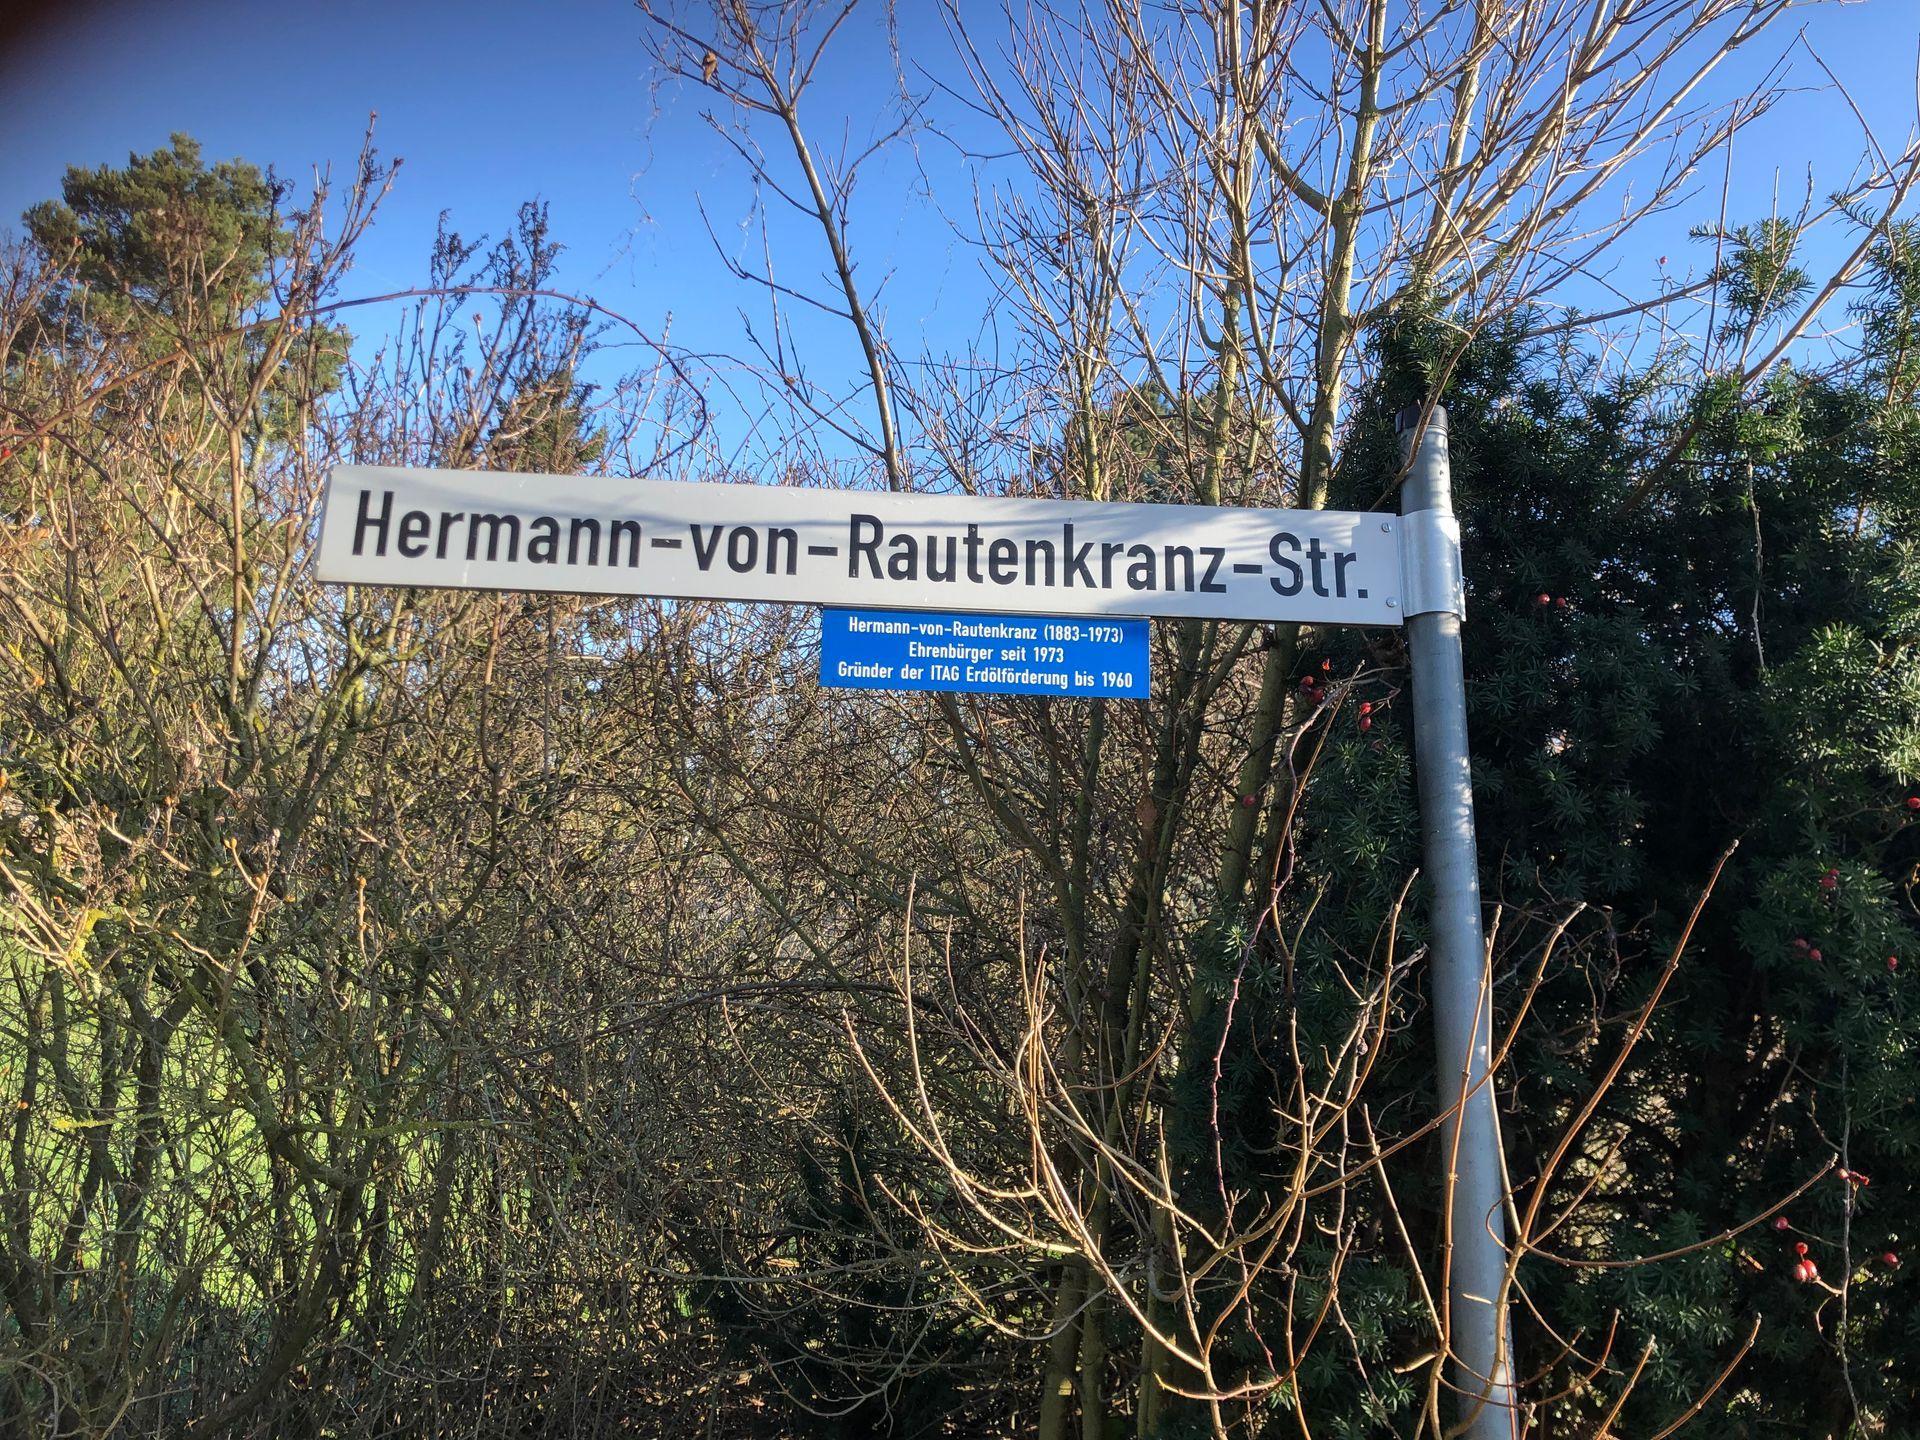 Hermann-von-Rautenkranz-Str.
Hermann-von-Rautenkranz (1883-1973)
Ehrenbürger seit 1973
Gründer der ITAG Erdölförderung bis 1960